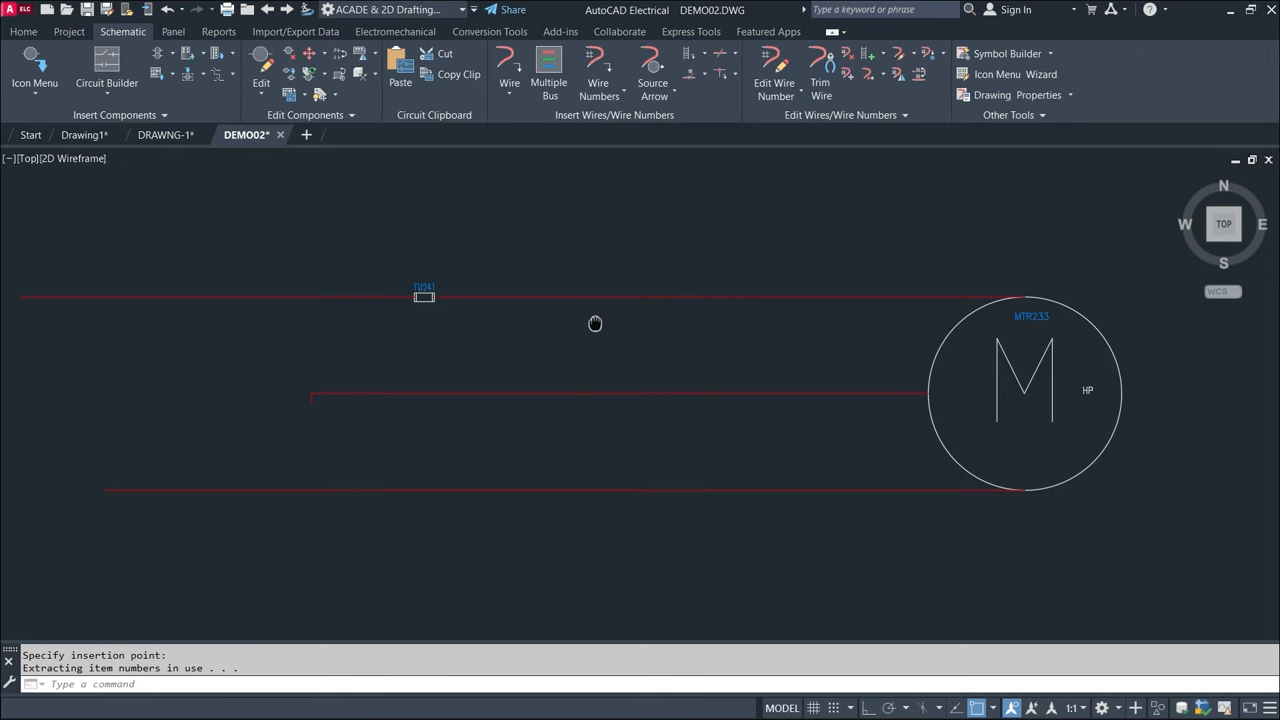 A ELC ACADE & 2D Drafting... Share AutoCAD Electrical DEMO02.DWG Type a keyword or phrase Sign In
Home Project Schematic Panel Reports Import/Export Data Electromechanical Conversion Tools Add-ins Collaborate Express Tools Featured Apps
Icon Menu Circuit Builder Edit Paste Cut Copy Clip Wire Multiple Bus Wire Numbers Source Arrow Edit Wire Number Trim Wire Symbol Builder Icon Menu Wizard Drawing Properties
Insert Components Edit Components Circuit Clipboard Insert Wires/Wire Numbers Edit Wires/Wire Numbers Other Tools
Start Drawing1* DRAWNG-1* DEMO02*
[−][Top][2D Wireframe]
N
W TOP E
S
WCS
FU241
MTR233
M HP
Specify insertion point:
Extracting item numbers in use . . .
Type a command
MODEL 1:1